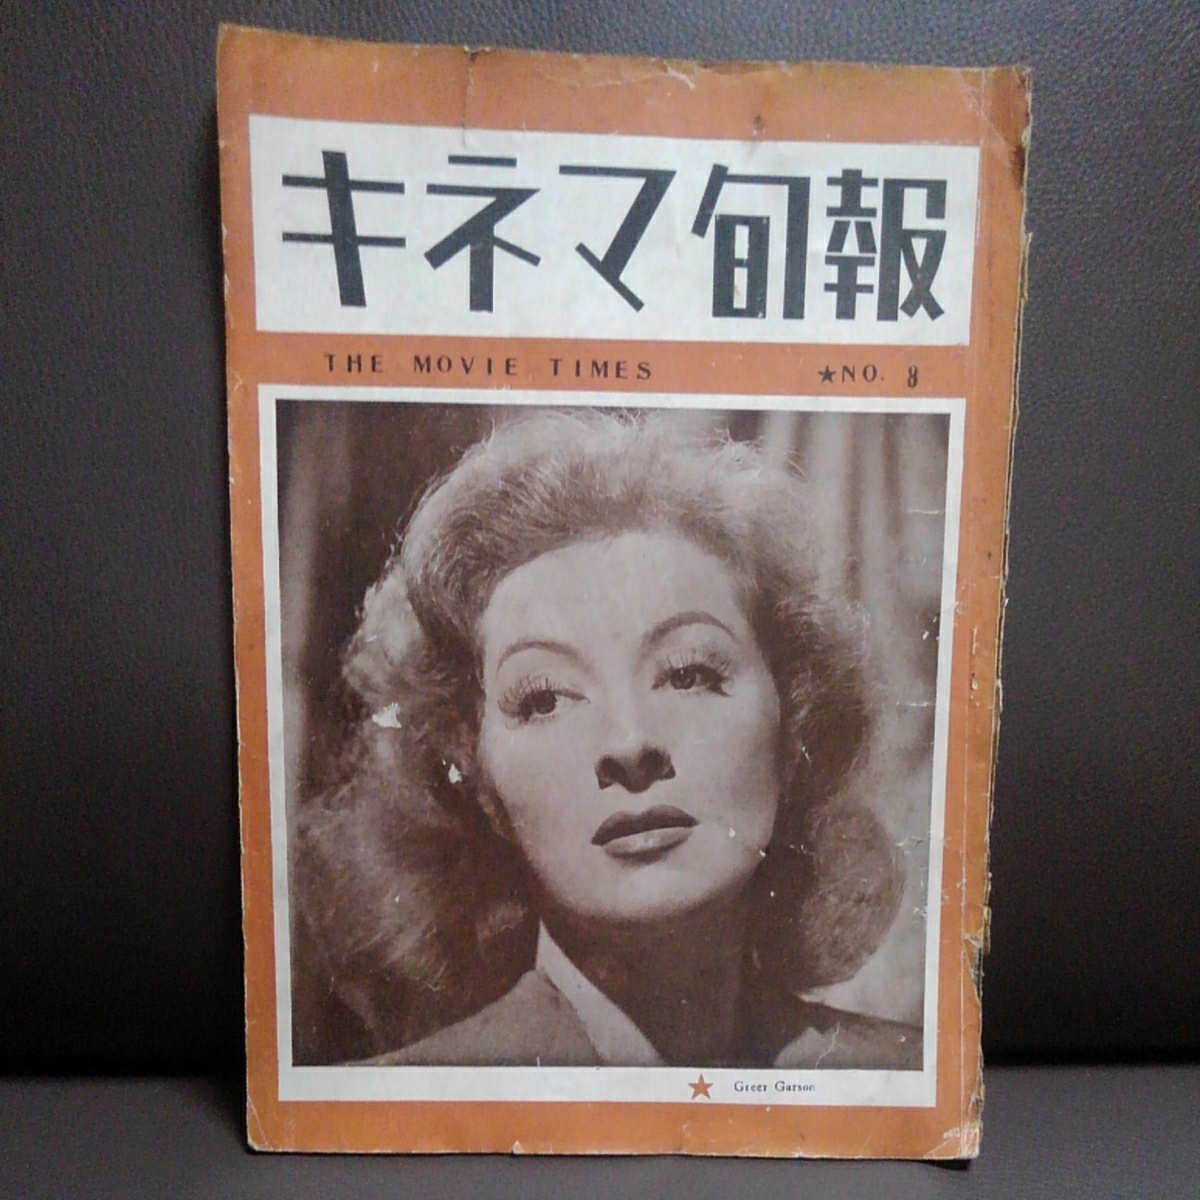 キネマ旬報
THE MOVIE TIMES ★NO. 8
★ Greer Garson